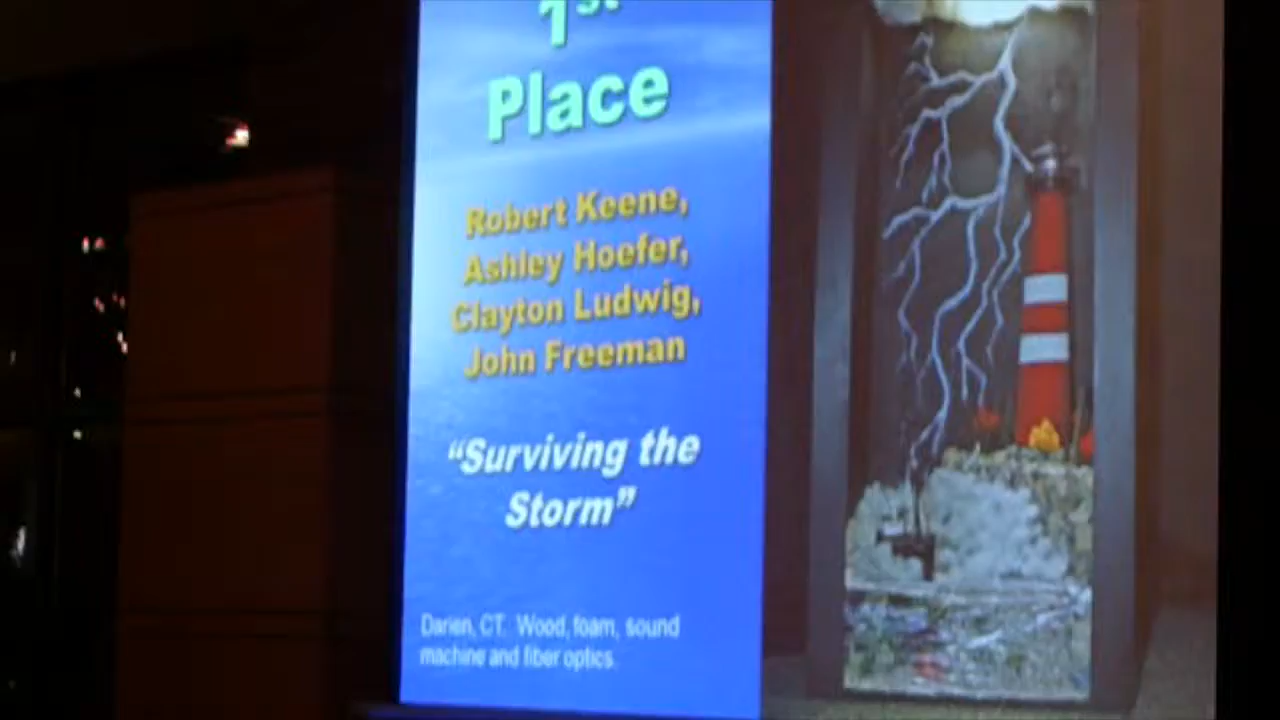 1st
Place
Robert Keene,
Ashley Hoefer,
Clayton Ludwig,
John Freeman
“Surviving the
Storm”
Darien, CT. Wood, foam, sound
machine and fiber optics.